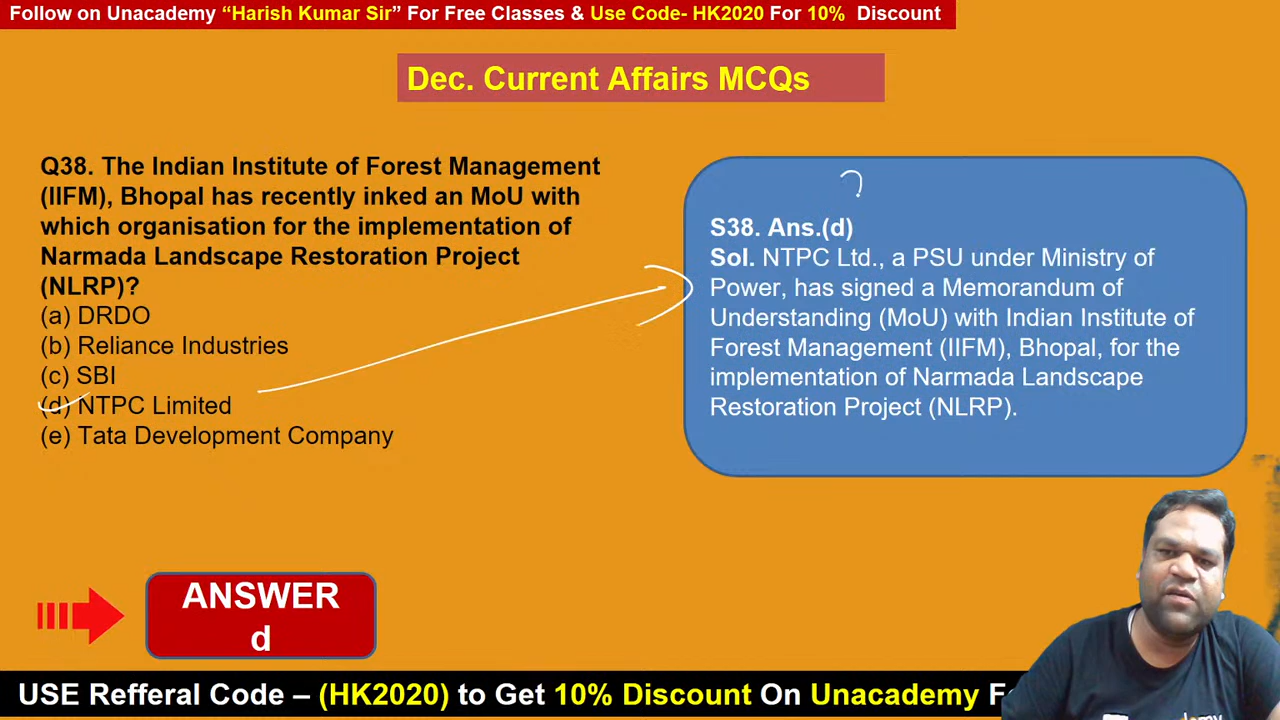 Follow on Unacademy “Harish Kumar Sir” For Free Classes & Use Code- HK2020 For 10% Discount
Dec. Current Affairs MCQs
Q38. The Indian Institute of Forest Management
(IIFM), Bhopal has recently inked an MoU with
which organisation for the implementation of
Narmada Landscape Restoration Project
(NLRP)?
(a) DRDO
(b) Reliance Industries
(c) SBI
(d) NTPC Limited
(e) Tata Development Company
S38. Ans.(d)
Sol. NTPC Ltd., a PSU under Ministry of
Power, has signed a Memorandum of
Understanding (MoU) with Indian Institute of
Forest Management (IIFM), Bhopal, for the
implementation of Narmada Landscape
Restoration Project (NLRP).
ANSWER
d
USE Refferal Code – (HK2020) to Get 10% Discount On Unacademy